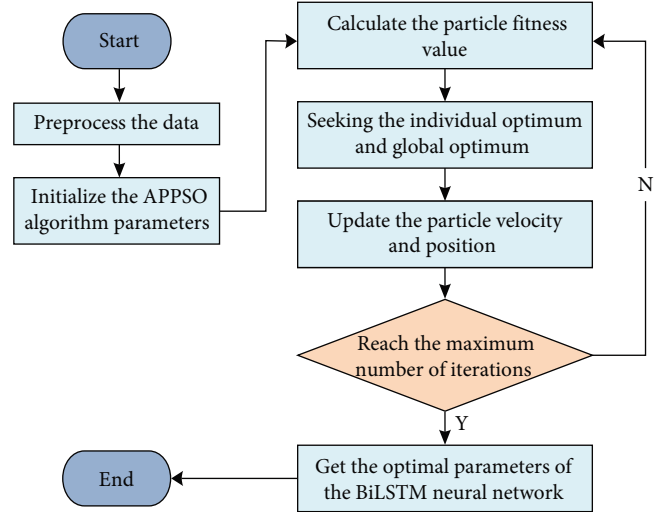 Start
Preprocess the data
Initialize the APPSO
algorithm parameters
Calculate the particle fitness
value
Seeking the individual optimum
and global optimum
Update the particle velocity
and position
Reach the maximum
number of iterations
N
Y
Get the optimal parameters of
the BiLSTM neural network
End